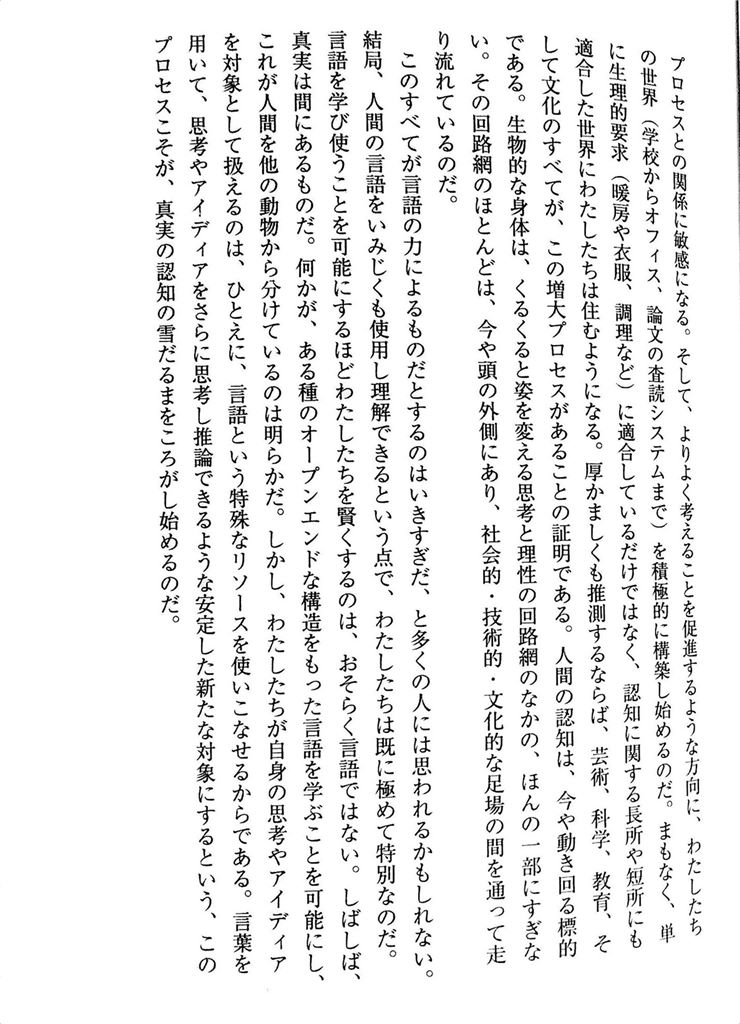 プロセスとの関係に敏感になる。そして、よりよく考えることを促進するような方向に、わたしたち
の世界（学校からオフィス、論文の査読システムまで）を積極的に構築し始めるのだ。まもなく、単
に生理的要求（暖房や衣服、調理など）に適合しているだけではなく、認知に関する長所や短所にも
適合した世界にわたしたちは住むようになる。厚かましくも推測するならば、芸術、科学、教育、そ
して文化のすべてが、この増大プロセスがあることの証明である。人間の認知は、今や動き回る標的
である。生物的な身体は、くるくると姿を変える思考と理性の回路網のなかの、ほんの一部にすぎな
い。その回路網のほとんどは、今や頭の外側にあり、社会的・技術的・文化的な足場の間を通って走
り流れているのだ。
このすべてが言語の力によるものだとするのはいきすぎだ、と多くの人には思われるかもしれない。
結局、人間の言語をいみじくも使用し理解できるという点で、わたしたちは既に極めて特別なのだ。
言語を学び使うことを可能にするほどわたしたちを賢くするのは、おそらく言語ではない。しばしば、
真実は間にあるものだ。何かが、ある種のオープンエンドな構造をもった言語を学ぶことを可能にし、
これが人間を他の動物から分けているのは明らかだ。しかし、わたしたちが自身の思考やアイディア
を対象として扱えるのは、ひとえに、言語という特殊なリソースを使いこなせるからである。言葉を
用いて、思考やアイディアをさらに思考し推論できるような安定した新たな対象にするという、この
プロセスこそが、真実の認知の雪だるまをころがし始めるのだ。